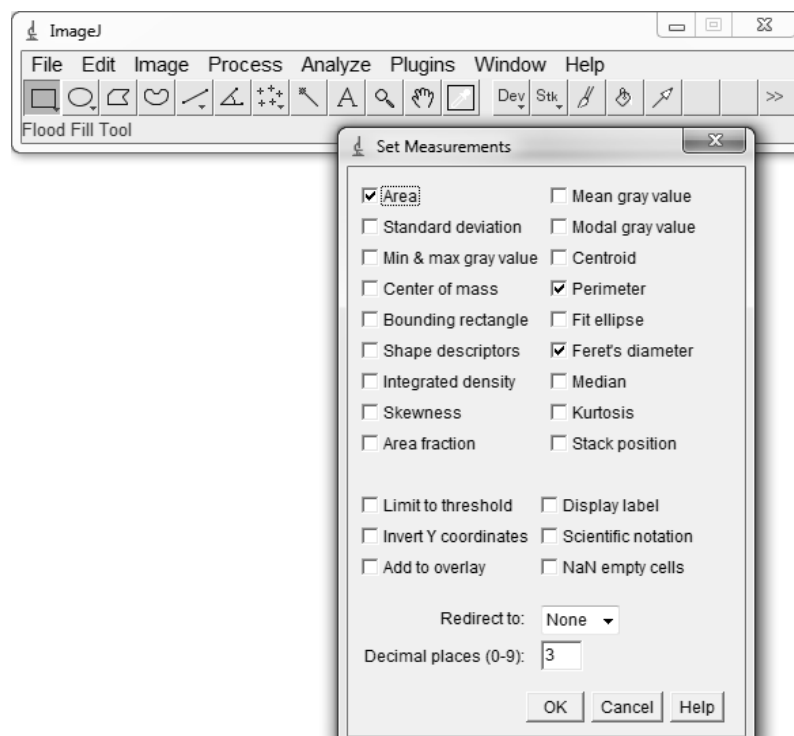 ImageJ
File Edit Image Process Analyze Plugins Window Help
A Dev Stk >>
Flood Fill Tool
Set Measurements
Area Mean gray value
Standard deviation Modal gray value
Min & max gray value Centroid
Center of mass Perimeter
Bounding rectangle Fit ellipse
Shape descriptors Feret's diameter
Integrated density Median
Skewness Kurtosis
Area fraction Stack position
Limit to threshold Display label
Invert Y coordinates Scientific notation
Add to overlay NaN empty cells
Redirect to: None
Decimal places (0-9): 3
OK Cancel Help